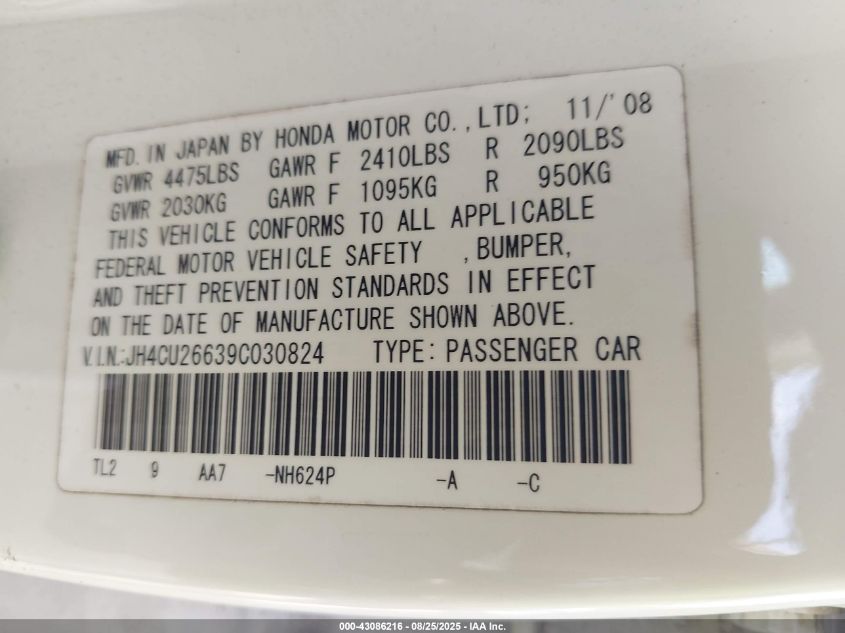 MFD. IN JAPAN BY HONDA MOTOR CO.,LTD; 11/'08
GVWR 4475LBS GAWR F 2410LBS R 2090LBS
GVWR 2030KG GAWR F 1095KG R 950KG
THIS VEHICLE CONFORMS TO ALL APPLICABLE
FEDERAL MOTOR VEHICLE SAFETY ,BUMPER,
AND THEFT PREVENTION STANDARDS IN EFFECT
ON THE DATE OF MANUFACTURE SHOWN ABOVE.
V.I.N.:JH4CU26639C030824 TYPE: PASSENGER CAR
TL2 9 AA7 -NH624P -A -C
000-43086216 - 08/25/2025 - IAA Inc.